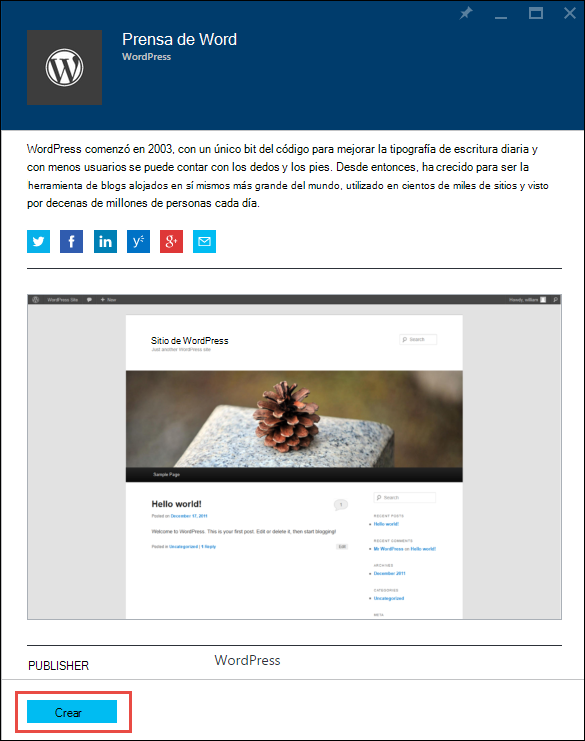 Prensa de Word
WordPress
WordPress comenzó en 2003, con un único bit del código para mejorar la tipografía de escritura diaria y
con menos usuarios se puede contar con los dedos y los pies. Desde entonces, ha crecido para ser la
herramienta de blogs alojados en sí mismos más grande del mundo, utilizado en cientos de miles de sitios y visto
por decenas de millones de personas cada día.
WordPress Site + New Howdy, william
Sitio de WordPress
Just another WordPress site
Search
Sample Page
Hello world!
1
Posted on December 17, 2011
Welcome to WordPress. This is your first post. Edit or delete it, then start blogging!
Posted in Uncategorized | 1 Reply
Edit
Search
RECENT POSTS
Hello world!
RECENT COMMENTS
Mr WordPress on Hello world!
ARCHIVES
December 2011
CATEGORIES
Uncategorized
META
PUBLISHER WordPress
Crear